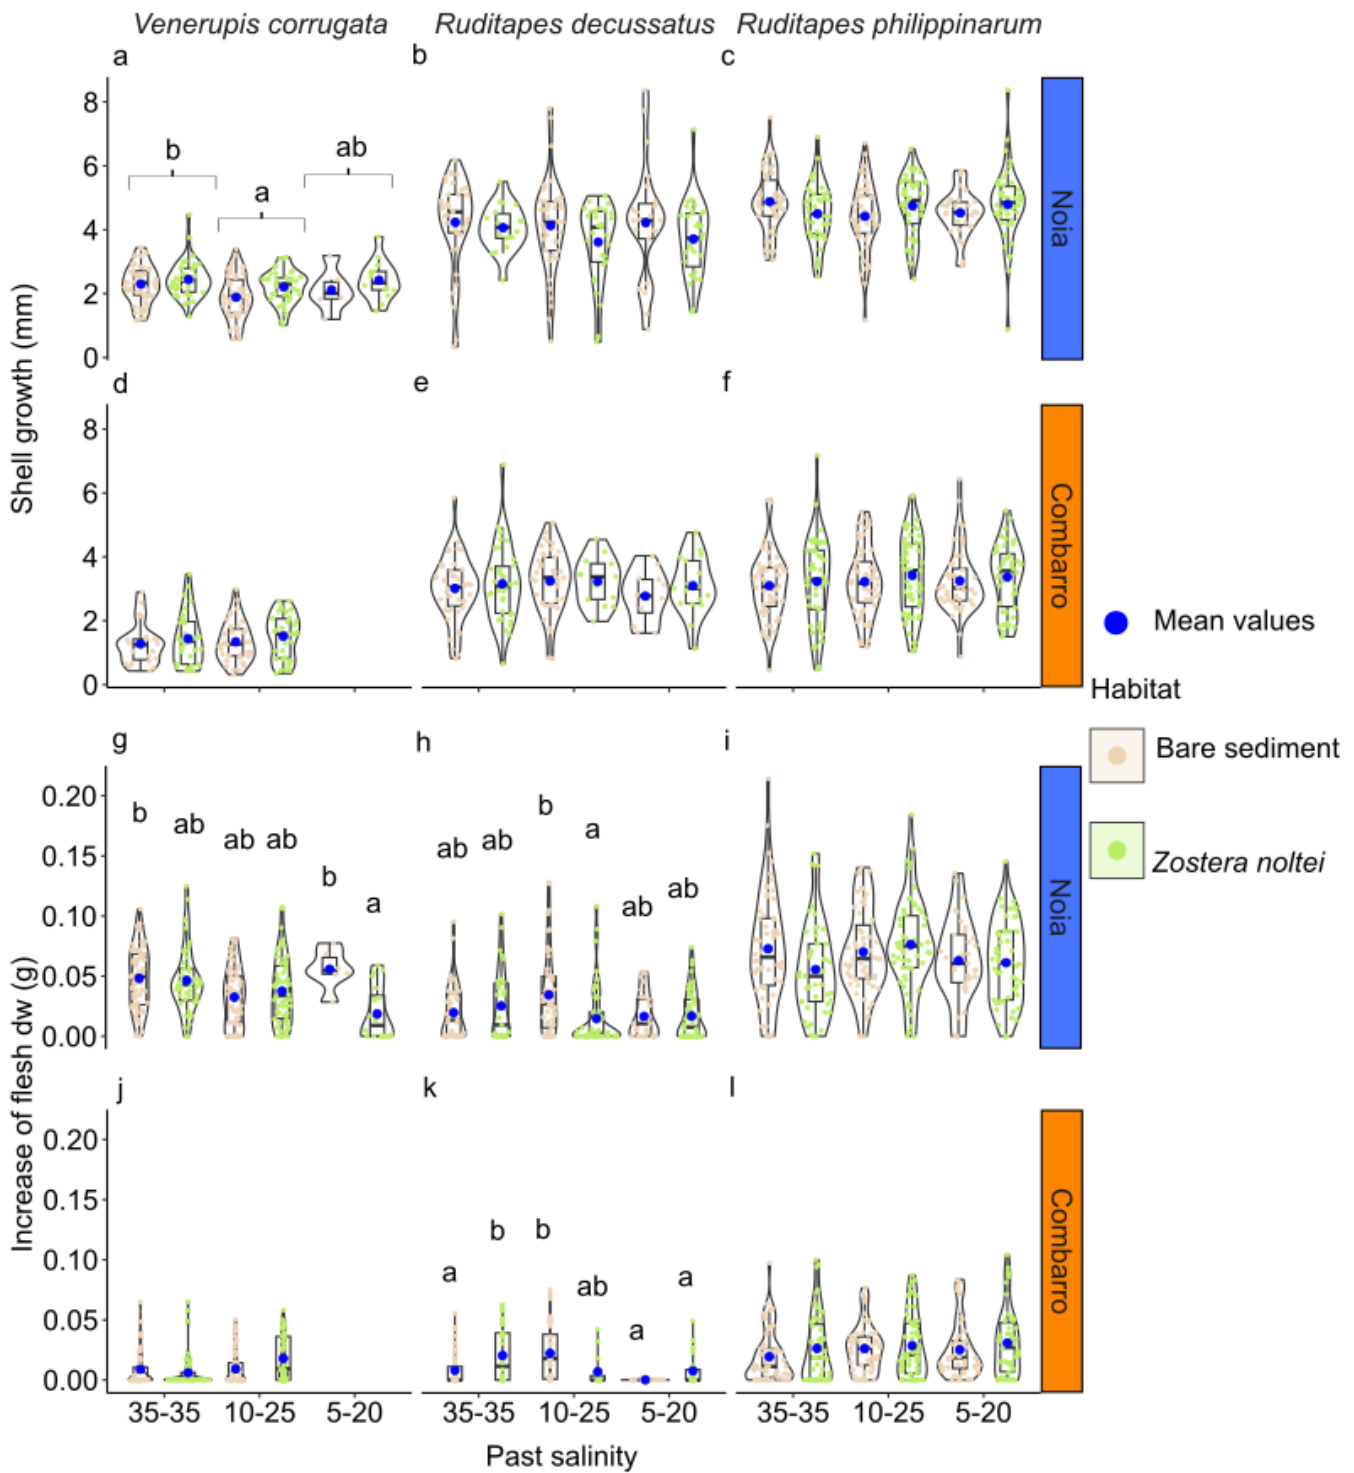 Venerupis corrugata Ruditapes decussatus Ruditapes philippinarum
a b c
8
6
4
2
0
b a ab
Noia
Shell growth (mm)
d e f
8
6
4
2
0
Combarro
Mean values
Habitat
Bare sediment
Zostera noltei
g h i
0.20
0.15
0.10
0.05
0.00
b ab ab ab b a
ab ab b a ab ab
Noia
Increase of flesh dw (g)
j k l
0.20
0.15
0.10
0.05
0.00
a b b ab a a
Combarro
35-35 10-25 5-20 35-35 10-25 5-20 35-35 10-25 5-20
Past salinity